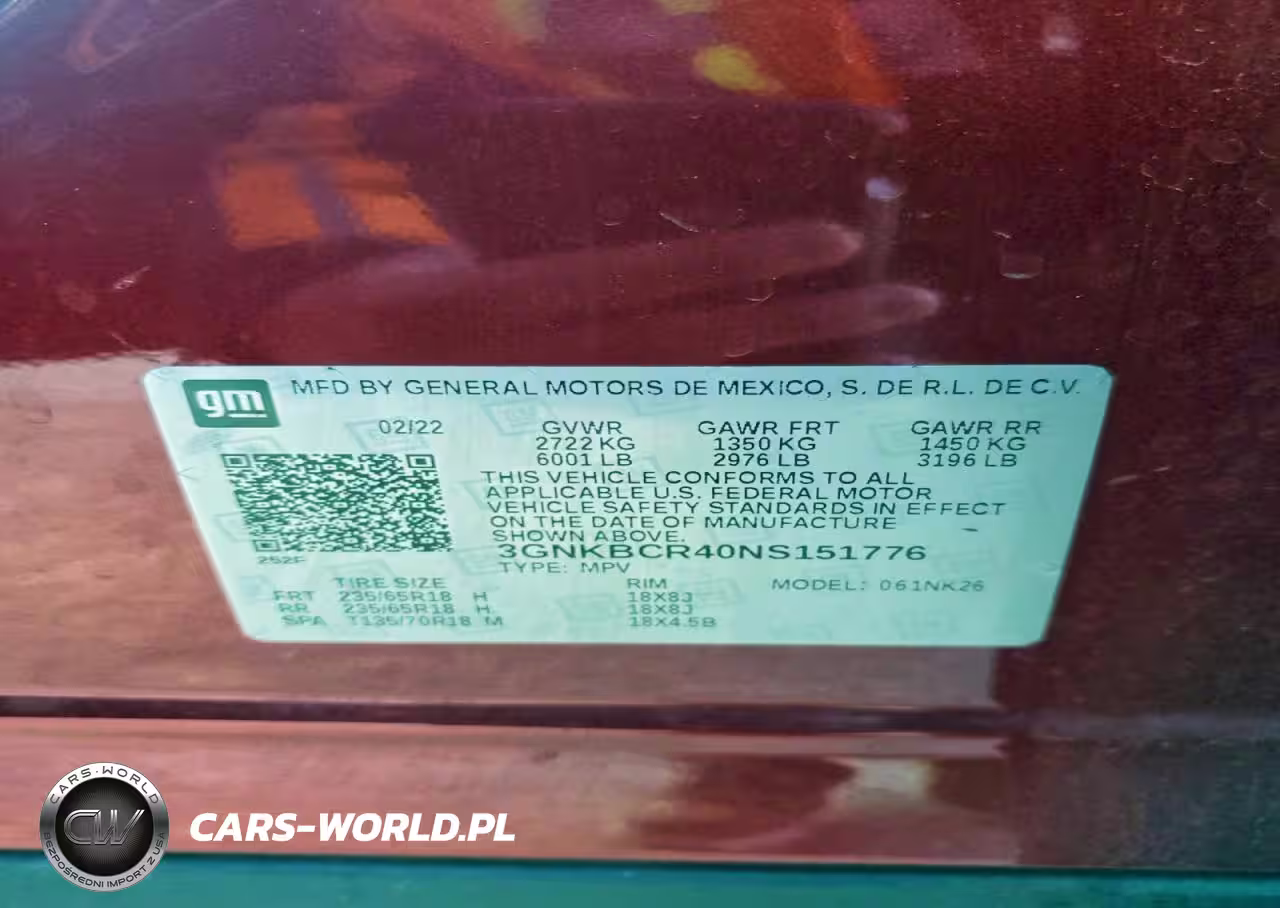 gm
MFD BY GENERAL MOTORS DE MEXICO, S. DE R.L. DE C.V.
02/22 GVWR GAWR FRT GAWR RR
2722 KG 1350 KG 1450 KG
6001 LB 2976 LB 3196 LB
THIS VEHICLE CONFORMS TO ALL
APPLICABLE U.S. FEDERAL MOTOR
VEHICLE SAFETY STANDARDS IN EFFECT
ON THE DATE OF MANUFACTURE
SHOWN ABOVE.
3GNKBCR40NS151776
252F
TYPE: MPV
TIRE SIZE RIM MODEL: 061NK26
FRT 235/65R18 H 18X8J
RR 235/65R18 H 18X8J
SPA T135/70R18 M 18X4.5B
CARS-WORLD
CW
BEZPOŚREDNI IMPORT Z USA
CARS-WORLD.PL